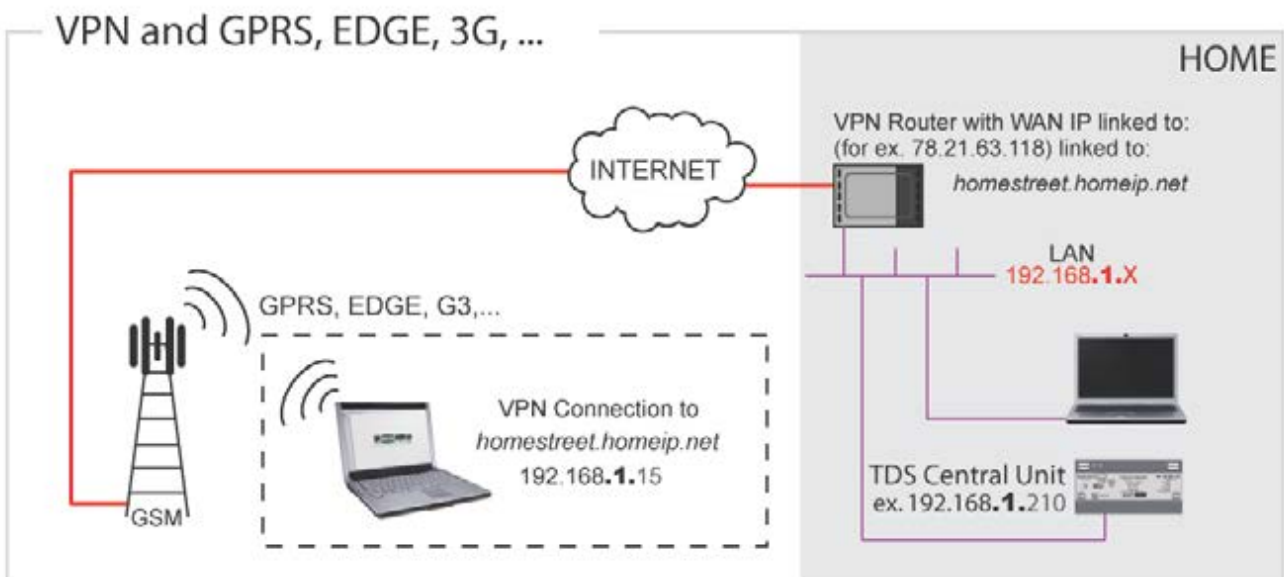 VPN and GPRS, EDGE, 3G, ...
HOME
VPN Router with WAN IP linked to:
(for ex. 78.21.63.118) linked to:
homestreet.homeip.net
INTERNET
LAN
192.168.1.X
GPRS, EDGE, G3,...
VPN Connection to
homestreet.homeip.net
192.168.1.15
GSM
TDS Central Unit
ex. 192.168.1.210